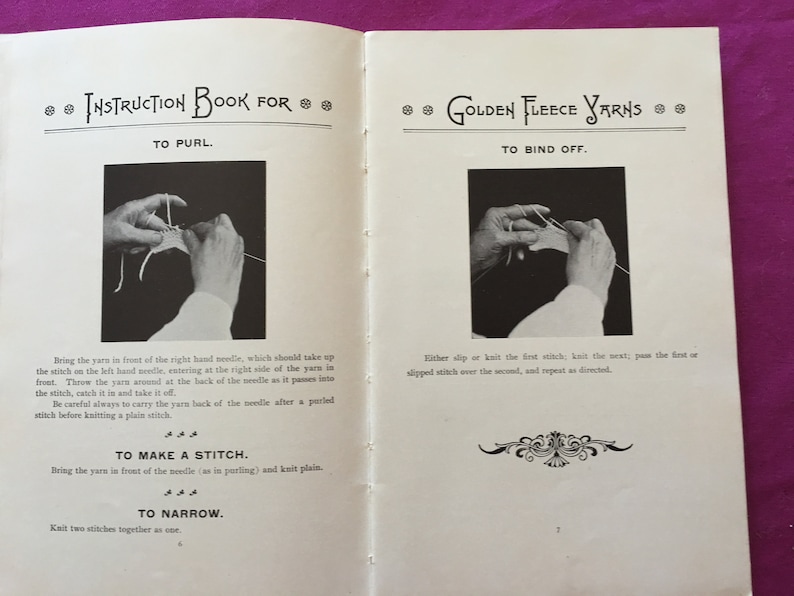 Instruction Book for
TO PURL.
Bring the yarn in front of the right hand needle, which should take up
the stitch on the left hand needle, entering at the right side of the yarn in
front. Throw the yarn around at the back of the needle as it passes into
the stitch, catch it in and take it off.
Be careful always to carry the yarn back of the needle after a purled
stitch before knitting a plain stitch.
TO MAKE A STITCH.
Bring the yarn in front of the needle (as in purling) and knit plain.
TO NARROW.
Knit two stitches together as one.
6
Golden Fleece Yarns
TO BIND OFF.
Either slip or knit the first stitch; knit the next; pass the first or
slipped stitch over the second, and repeat as directed.
7